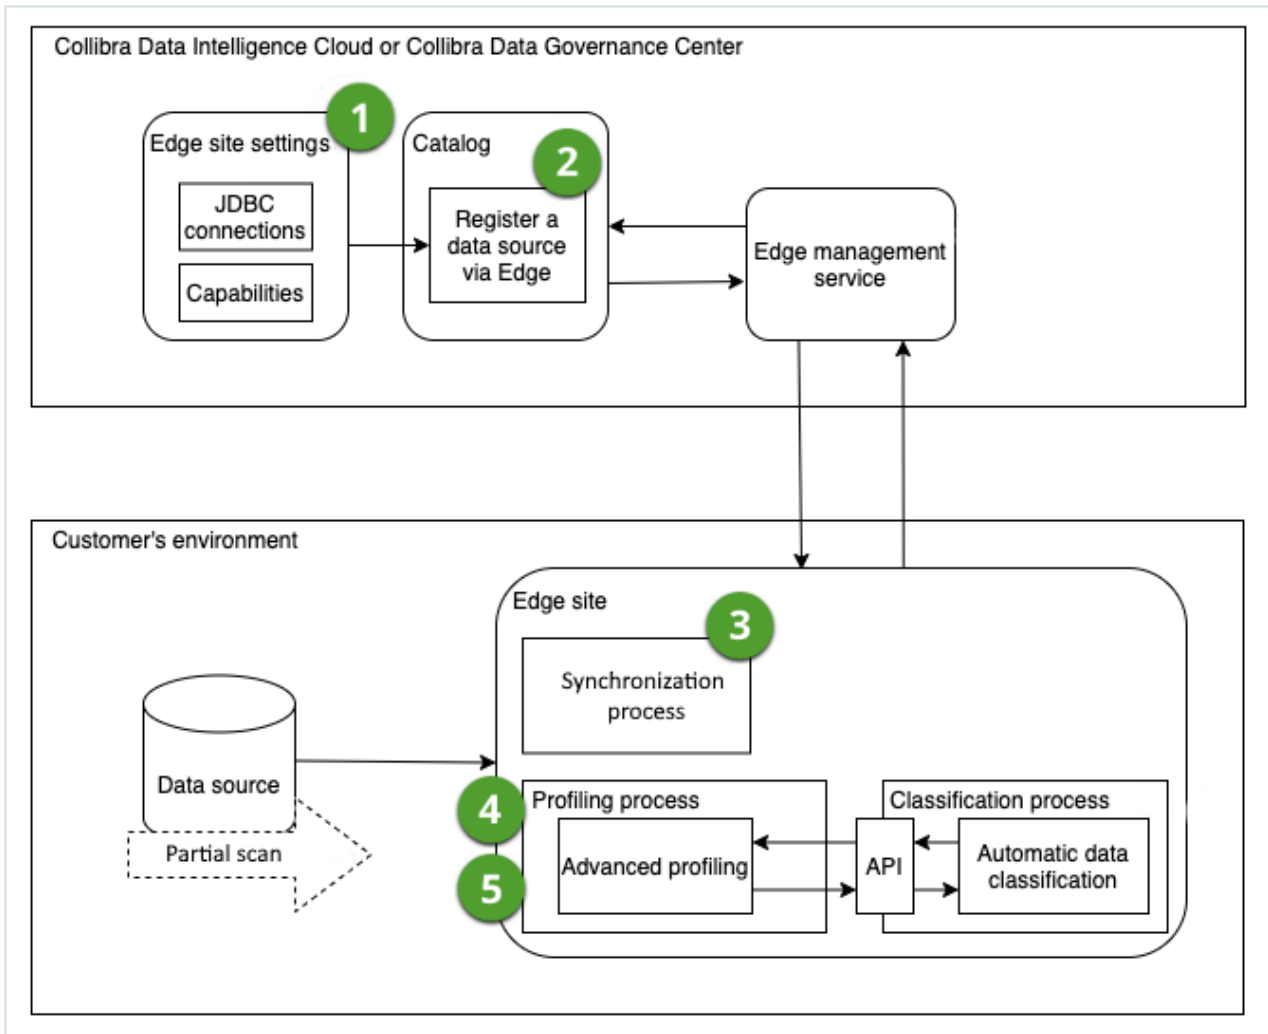 Collibra Data Intelligence Cloud or Collibra Data Governance Center
1
Edge site settings
JDBC
connections
Capabilities
Catalog
2
Register a
data source
via Edge
Edge management
service
Customer's environment
Edge site
3
Synchronization
process
Data source
Partial scan
4
Profiling process
5
Advanced profiling
API
Classification process
Automatic data
classification